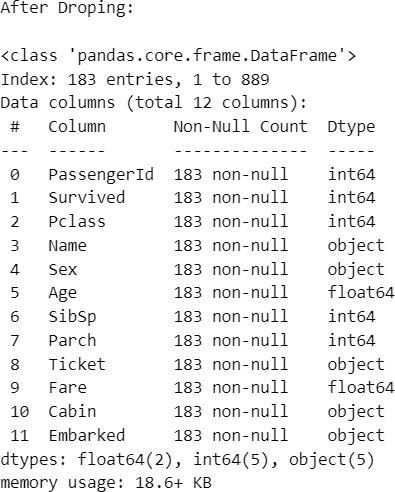 After Droping:

<class 'pandas.core.frame.DataFrame'>
Index: 183 entries, 1 to 889
Data columns (total 12 columns):
 #   Column       Non-Null Count  Dtype
---  ------       --------------  -----
 0   PassengerId  183 non-null    int64
 1   Survived     183 non-null    int64
 2   Pclass       183 non-null    int64
 3   Name         183 non-null    object
 4   Sex          183 non-null    object
 5   Age          183 non-null    float64
 6   SibSp        183 non-null    int64
 7   Parch        183 non-null    int64
 8   Ticket       183 non-null    object
 9   Fare         183 non-null    float64
 10  Cabin        183 non-null    object
 11  Embarked     183 non-null    object
dtypes: float64(2), int64(5), object(5)
memory usage: 18.6+ KB